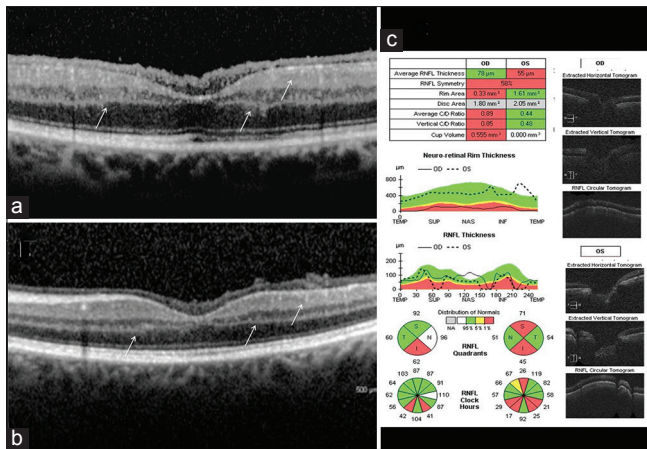 a
b
500 µm
c
OD OS
Average RNFL Thickness 78 µm 55 µm
RNFL Symmetry 58%
Rim Area 0.33 mm² 1.61 mm²
Disc Area 1.80 mm² 2.05 mm²
Average C/D Ratio 0.89 0.44
Vertical C/D Ratio 0.85 0.48
Cup Volume 0.555 mm³ 0.000 mm³
Neuro-retinal Rim Thickness
µm OD OS
800
400
0
TEMP SUP NAS INF TEMP
RNFL Thickness
µm OD OS
200
100
0
0 30 60 90 120 150 180 210 240
TEMP SUP NAS INF TEMP
Distribution of Normals
NA 95% 5% 1%
92
S
60 T N 96
I
62
RNFL
Quadrants
71
S
51 N T 54
I
45
87
103 87
64 91
62 110
56 87
42 41
104
RNFL
Clock
Hours
26
67 119
66 82
57 58
29 21
17 25
92
OD
Extracted Horizontal Tomogram
Extracted Vertical Tomogram
RNFL Circular Tomogram
OS
Extracted Horizontal Tomogram
Extracted Vertical Tomogram
RNFL Circular Tomogram